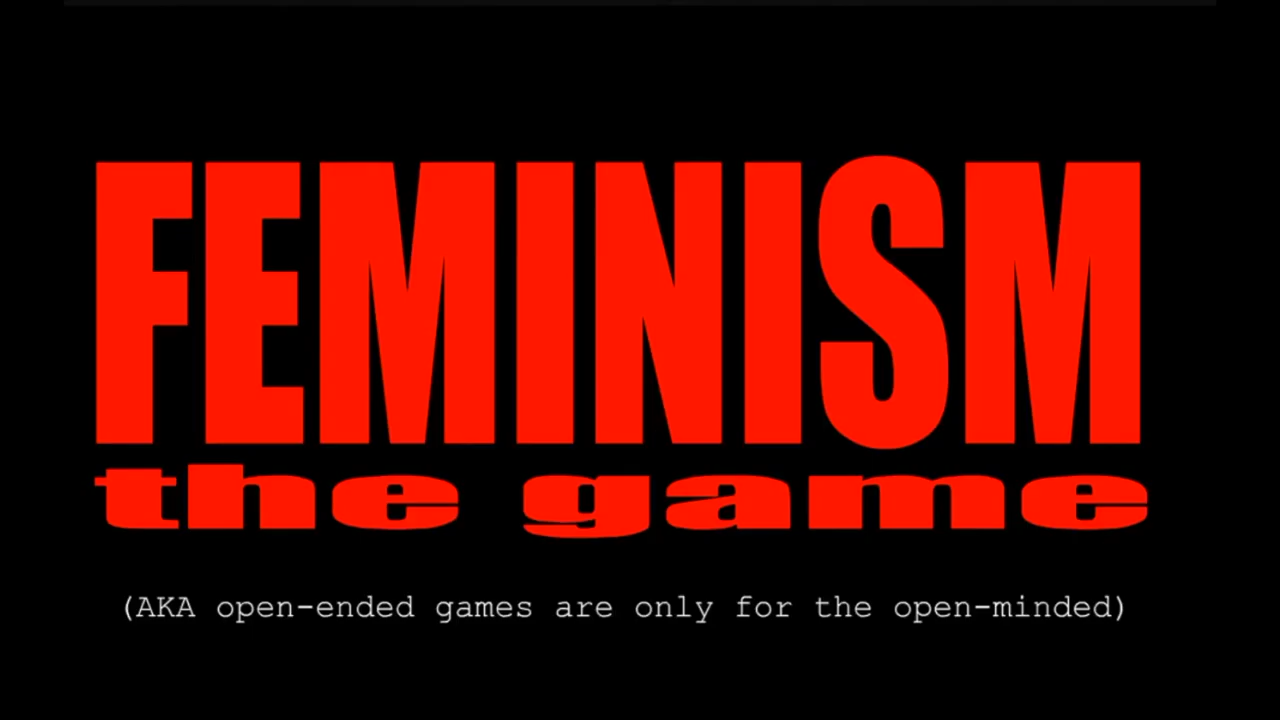 FEMINISM
the game
(AKA open-ended games are only for the open-minded)